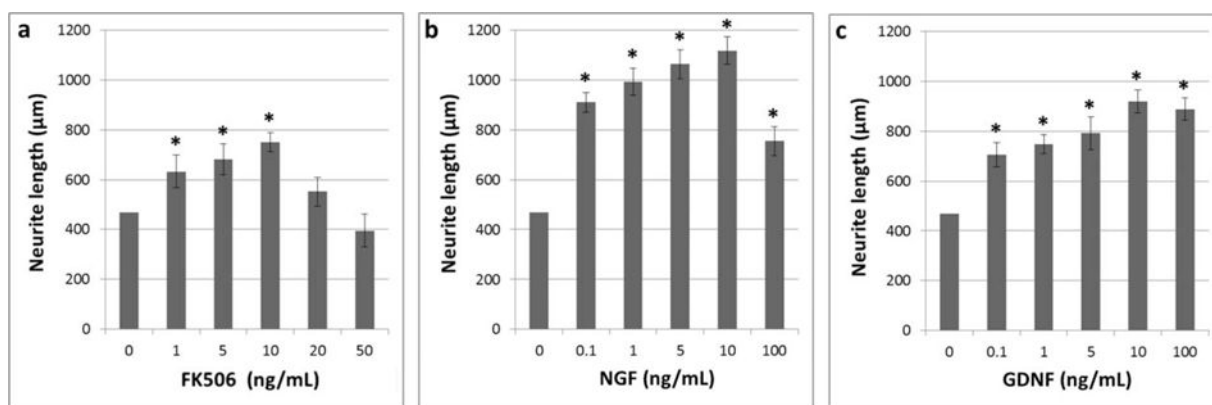 a
Neurite length (µm)
1200
1000
800
600
400
200
0
* * *
0 1 5 10 20 50
FK506 (ng/mL)
b
Neurite length (µm)
1200
1000
800
600
400
200
0
* * * * *
0 0.1 1 5 10 100
NGF (ng/mL)
c
Neurite length (µm)
1200
1000
800
600
400
200
0
* * * * *
0 0.1 1 5 10 100
GDNF (ng/mL)